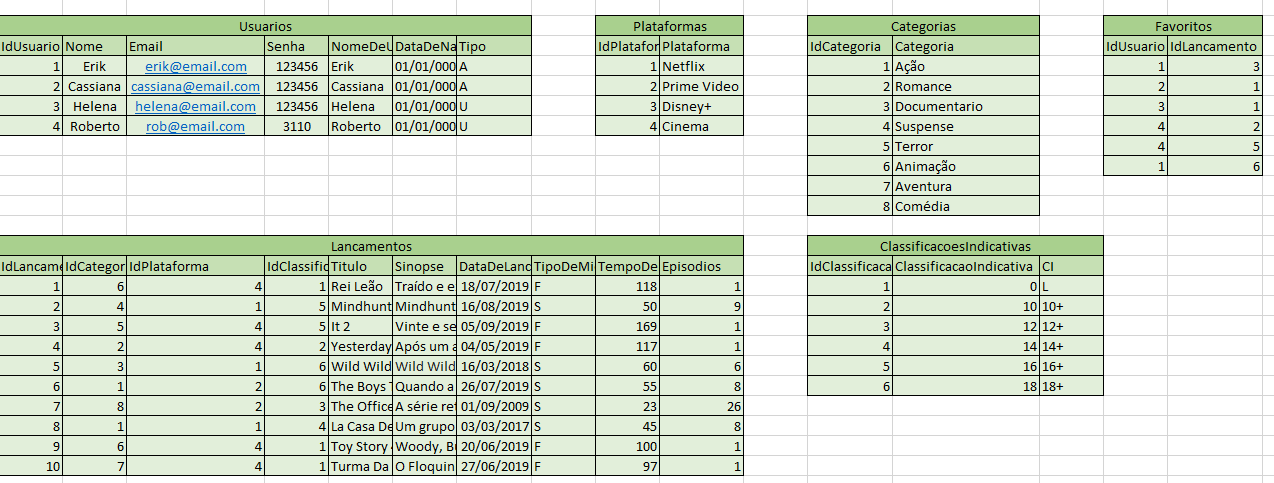 Usuarios Plataformas Categorias Favoritos
IdUsuario Nome Email Senha NomeDeU DataDeNa Tipo IdPlatafor Plataforma IdCategoria Categoria IdUsuario IdLancamento
1 Erik erik@email.com 123456 Erik 01/01/000 A 1 Netflix 1 Ação 1 3
2 Cassiana cassiana@email.com 123456 Cassiana 01/01/000 A 2 Prime Video 2 Romance 2 1
3 Helena helena@email.com 123456 Helena 01/01/000 U 3 Disney+ 3 Documentario 3 1
4 Roberto rob@email.com 3110 Roberto 01/01/000 U 4 Cinema 4 Suspense 4 2
5 Terror 4 5
6 Animação 1 6
7 Aventura
8 Comédia
Lancamentos ClassificacoesIndicativas
IdLancame IdCategor IdPlataforma IdClassific Titulo Sinopse DataDeLanc TipoDeMi TempoDe Episodios IdClassificaca ClassificacaoIndicativa CI
1 6 4 1 Rei Leão Traído e e 18/07/2019 F 118 1 1 0 L
2 4 1 5 Mindhunt Mindhunt 16/08/2019 S 50 9 2 10 10+
3 5 4 5 It 2 Vinte e se 05/09/2019 F 169 1 3 12 12+
4 2 4 2 Yesterday Após um a 04/05/2019 F 117 1 4 14 14+
5 3 1 6 Wild Wild Wild Wild 16/03/2018 S 60 6 5 16 16+
6 1 2 6 The Boys T Quando a 26/07/2019 S 55 8 6 18 18+
7 8 2 3 The Office A série ret 01/09/2009 S 23 26
8 1 1 4 La Casa De Um grupo 03/03/2017 S 45 8
9 6 4 1 Toy Story 4 Woody, Bu 20/06/2019 F 100 1
10 7 4 1 Turma Da O Floquin 27/06/2019 F 97 1